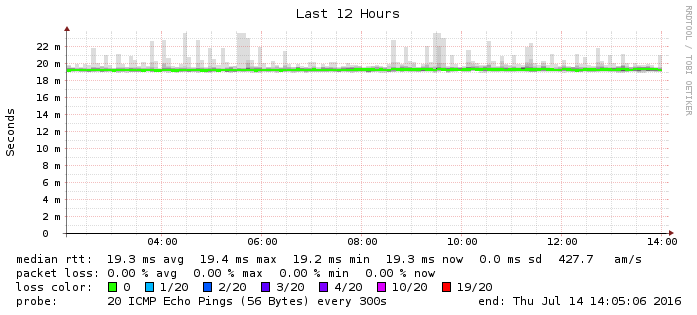 Last 12 Hours
RRDTOOL / TOBI OETIKER
Seconds
22 m
20 m
18 m
16 m
14 m
12 m
10 m
8 m
6 m
4 m
2 m
0
04:00 06:00 08:00 10:00 12:00 14:00
median rtt: 19.3 ms avg 19.4 ms max 19.2 ms min 19.3 ms now 0.0 ms sd 427.7 am/s
packet loss: 0.00 % avg 0.00 % max 0.00 % min 0.00 % now
loss color: 0 1/20 2/20 3/20 4/20 10/20 19/20
probe: 20 ICMP Echo Pings (56 Bytes) every 300s end: Thu Jul 14 14:05:06 2016